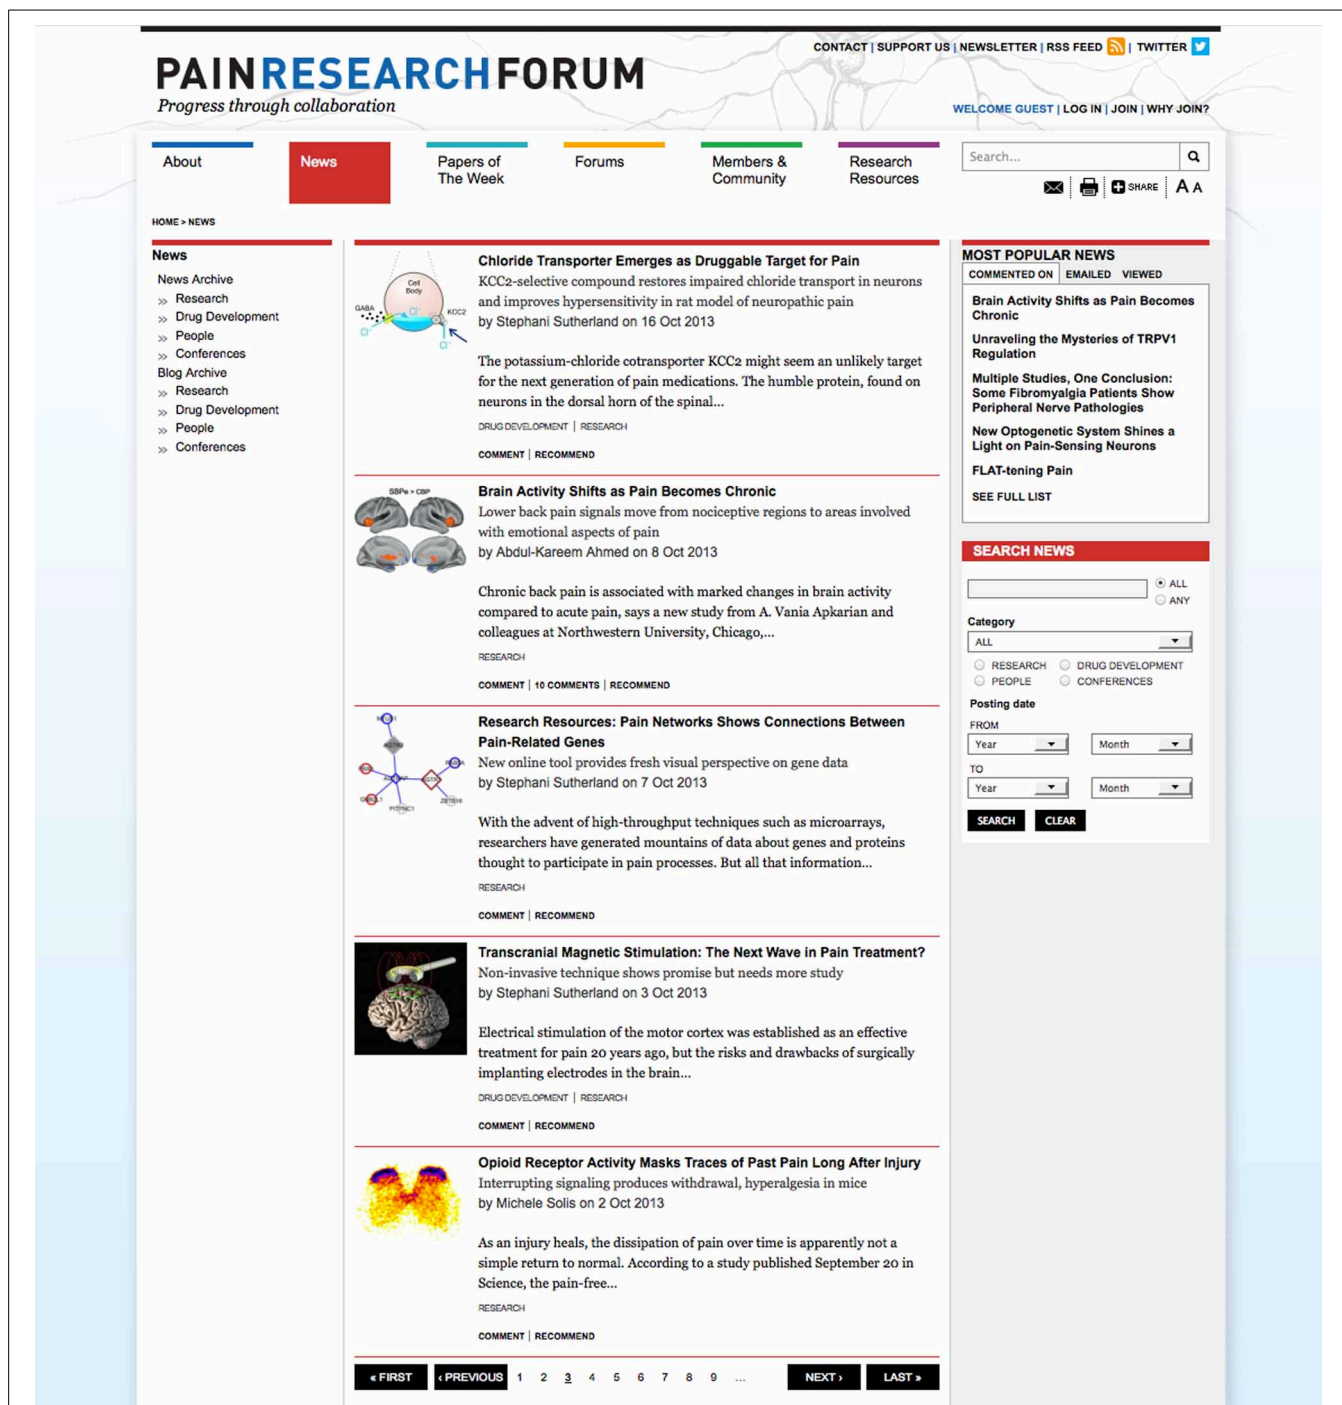 CONTACT | SUPPORT US | NEWSLETTER | RSS FEED | TWITTER
PAINRESEARCHFORUM
Progress through collaboration
WELCOME GUEST | LOG IN | JOIN | WHY JOIN?
About
News
Papers of
The Week
Forums
Members &
Community
Research
Resources
Search...
SHARE
A A
HOME > NEWS
News
News Archive
» Research
» Drug Development
» People
» Conferences
Blog Archive
» Research
» Drug Development
» People
» Conferences
Cell
Body
GABA
Cl-
KCC2
Cl-
Cl-
Chloride Transporter Emerges as Druggable Target for Pain
KCC2-selective compound restores impaired chloride transport in neurons
and improves hypersensitivity in rat model of neuropathic pain
by Stephani Sutherland on 16 Oct 2013
The potassium-chloride cotransporter KCC2 might seem an unlikely target
for the next generation of pain medications. The humble protein, found on
neurons in the dorsal horn of the spinal...
DRUG DEVELOPMENT | RESEARCH
COMMENT | RECOMMEND
SBPe > CBP
Brain Activity Shifts as Pain Becomes Chronic
Lower back pain signals move from nociceptive regions to areas involved
with emotional aspects of pain
by Abdul-Kareem Ahmed on 8 Oct 2013
Chronic back pain is associated with marked changes in brain activity
compared to acute pain, says a new study from A. Vania Apkarian and
colleagues at Northwestern University, Chicago,...
RESEARCH
COMMENT | 10 COMMENTS | RECOMMEND
PITPNC1
ZBTB16
Research Resources: Pain Networks Shows Connections Between
Pain-Related Genes
New online tool provides fresh visual perspective on gene data
by Stephani Sutherland on 7 Oct 2013
With the advent of high-throughput techniques such as microarrays,
researchers have generated mountains of data about genes and proteins
thought to participate in pain processes. But all that information...
RESEARCH
COMMENT | RECOMMEND
Transcranial Magnetic Stimulation: The Next Wave in Pain Treatment?
Non-invasive technique shows promise but needs more study
by Stephani Sutherland on 3 Oct 2013
Electrical stimulation of the motor cortex was established as an effective
treatment for pain 20 years ago, but the risks and drawbacks of surgically
implanting electrodes in the brain...
DRUG DEVELOPMENT | RESEARCH
COMMENT | RECOMMEND
Opioid Receptor Activity Masks Traces of Past Pain Long After Injury
Interrupting signaling produces withdrawal, hyperalgesia in mice
by Michele Solis on 2 Oct 2013
As an injury heals, the dissipation of pain over time is apparently not a
simple return to normal. According to a study published September 20 in
Science, the pain-free...
RESEARCH
COMMENT | RECOMMEND
« FIRST ‹ PREVIOUS 1 2 3 4 5 6 7 8 9 ... NEXT › LAST »
MOST POPULAR NEWS
COMMENTED ON EMAILED VIEWED
Brain Activity Shifts as Pain Becomes
Chronic
Unraveling the Mysteries of TRPV1
Regulation
Multiple Studies, One Conclusion:
Some Fibromyalgia Patients Show
Peripheral Nerve Pathologies
New Optogenetic System Shines a
Light on Pain-Sensing Neurons
FLAT-tening Pain
SEE FULL LIST
SEARCH NEWS
ALL
ANY
Category
ALL
RESEARCH DRUG DEVELOPMENT
PEOPLE CONFERENCES
Posting date
FROM
Year Month
TO
Year Month
SEARCH CLEAR